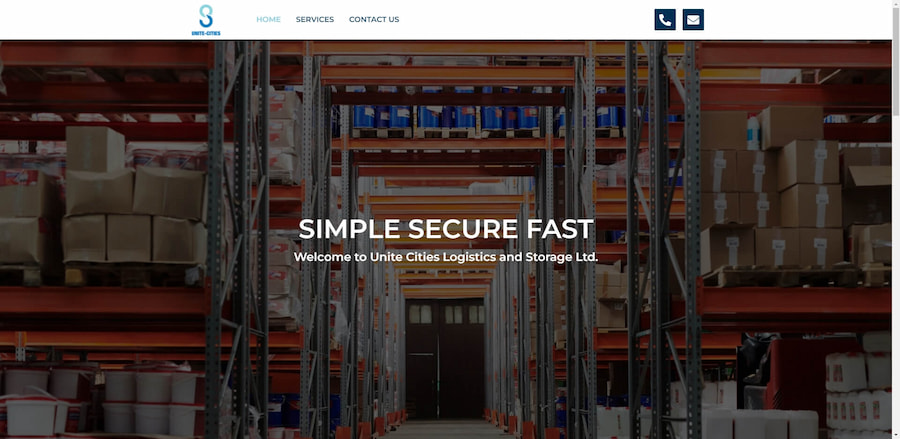 UNITE-CITIES
HOME
SERVICES
CONTACT US
SIMPLE SECURE FAST
Welcome to Unite Cities Logistics and Storage Ltd.